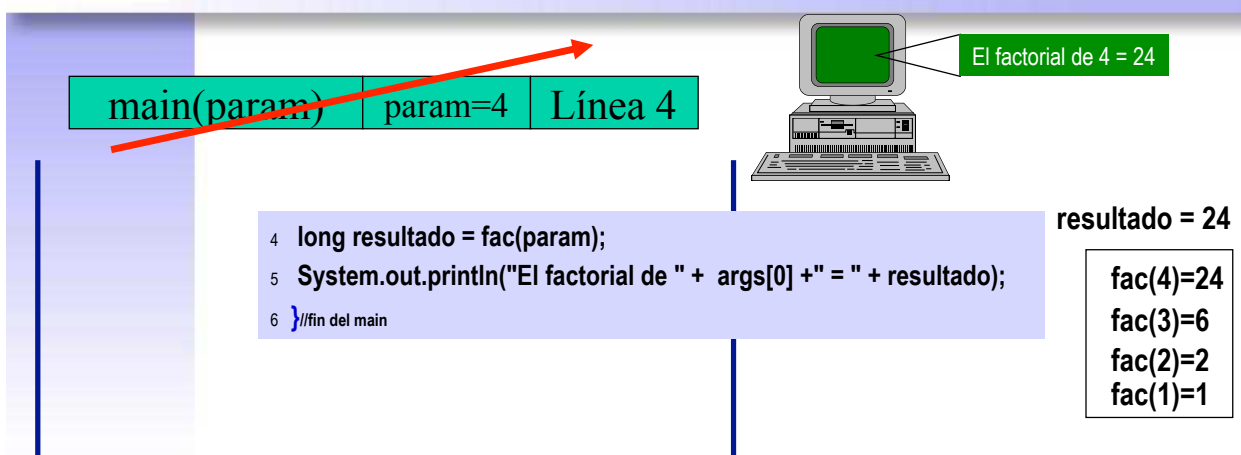 El factorial de 4 = 24
main(param) param=4 Línea 4
resultado = 24
4 long resultado = fac(param);
5 System.out.println("El factorial de " + args[0] +" = " + resultado);
6 }//fin del main
fac(4)=24
fac(3)=6
fac(2)=2
fac(1)=1